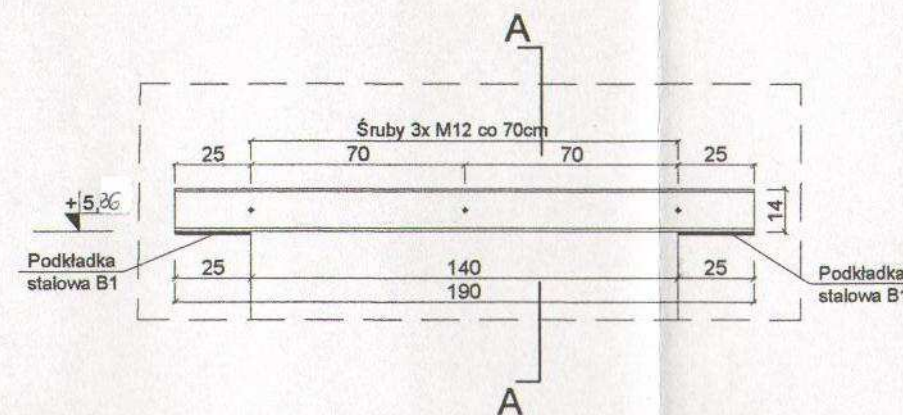 A
Śruby 3x M12 co 70cm
25 70 70 25
+5,86
14
Podkładka
stalowa B1
25 140 25
190
Podkładka
stalowa B1
A